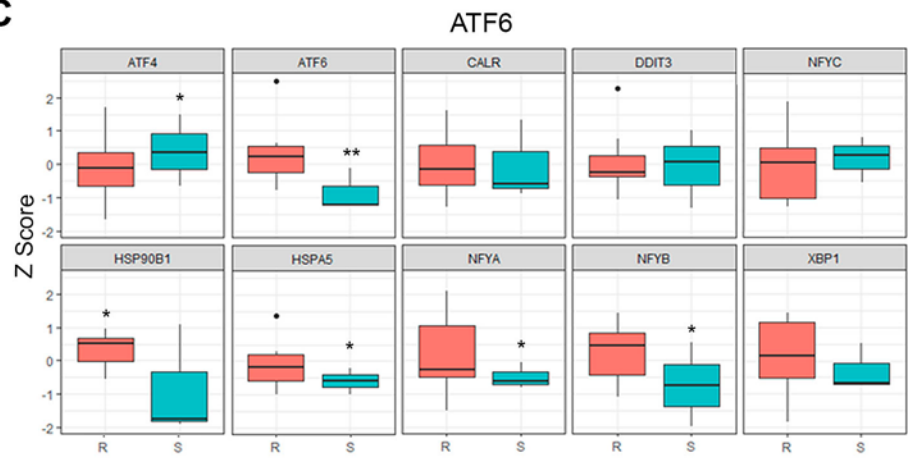 C
ATF6
ATF4 ATF6 CALR DDIT3 NFYC
2
1
0
-1
-2
* **
Z Score
HSP90B1 HSPA5 NFYA NFYB XBP1
2
1
0
-1
-2
* * * *
R S R S R S R S R S